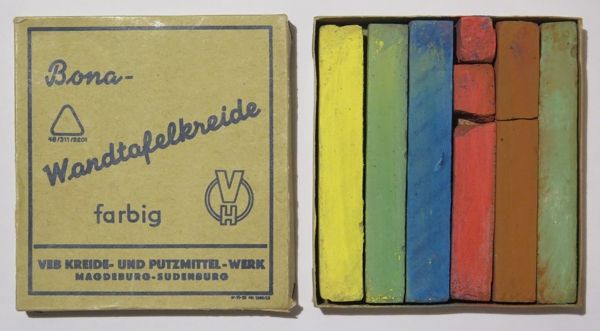 Bona-
48/311/8201
Wandtafelkreide
farbig
VH
VEB KREIDE- UND PUTZMITTEL-WERK
MAGDEBURG-SUDENBURG